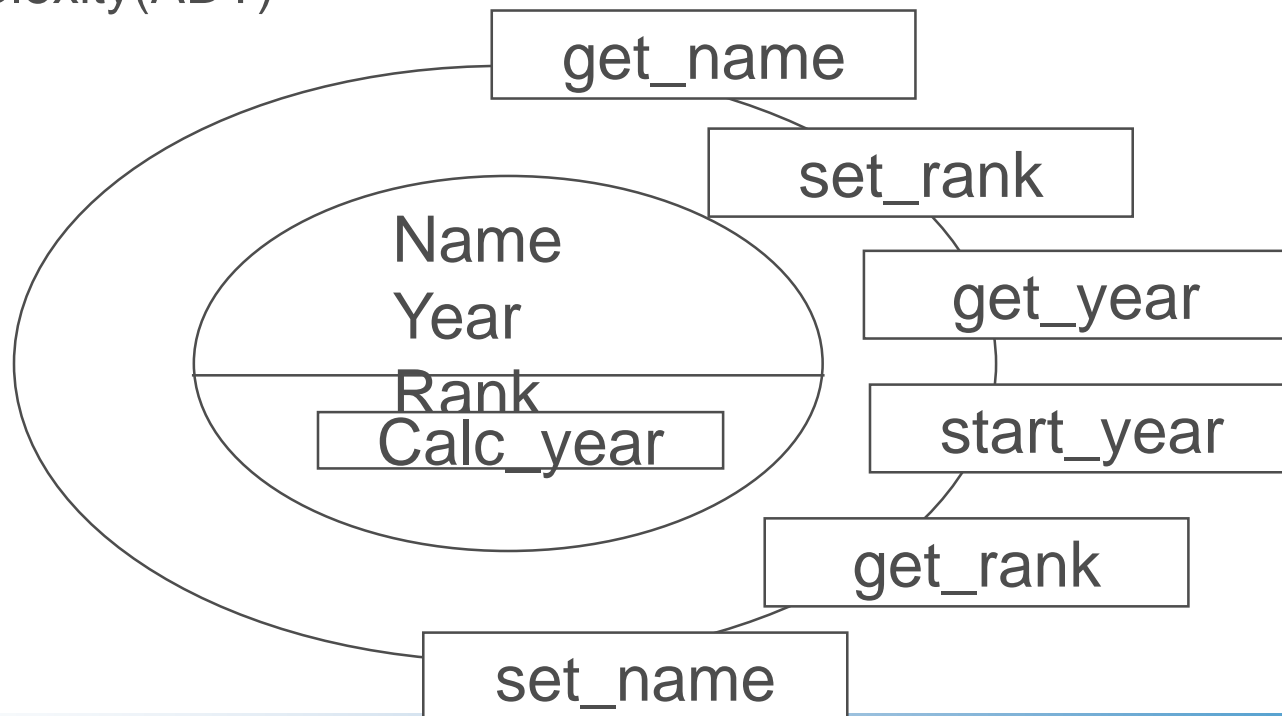 get_name
set_rank
Name
get_year
Year
Rank
Calc_year
start_year
get_rank
set_name